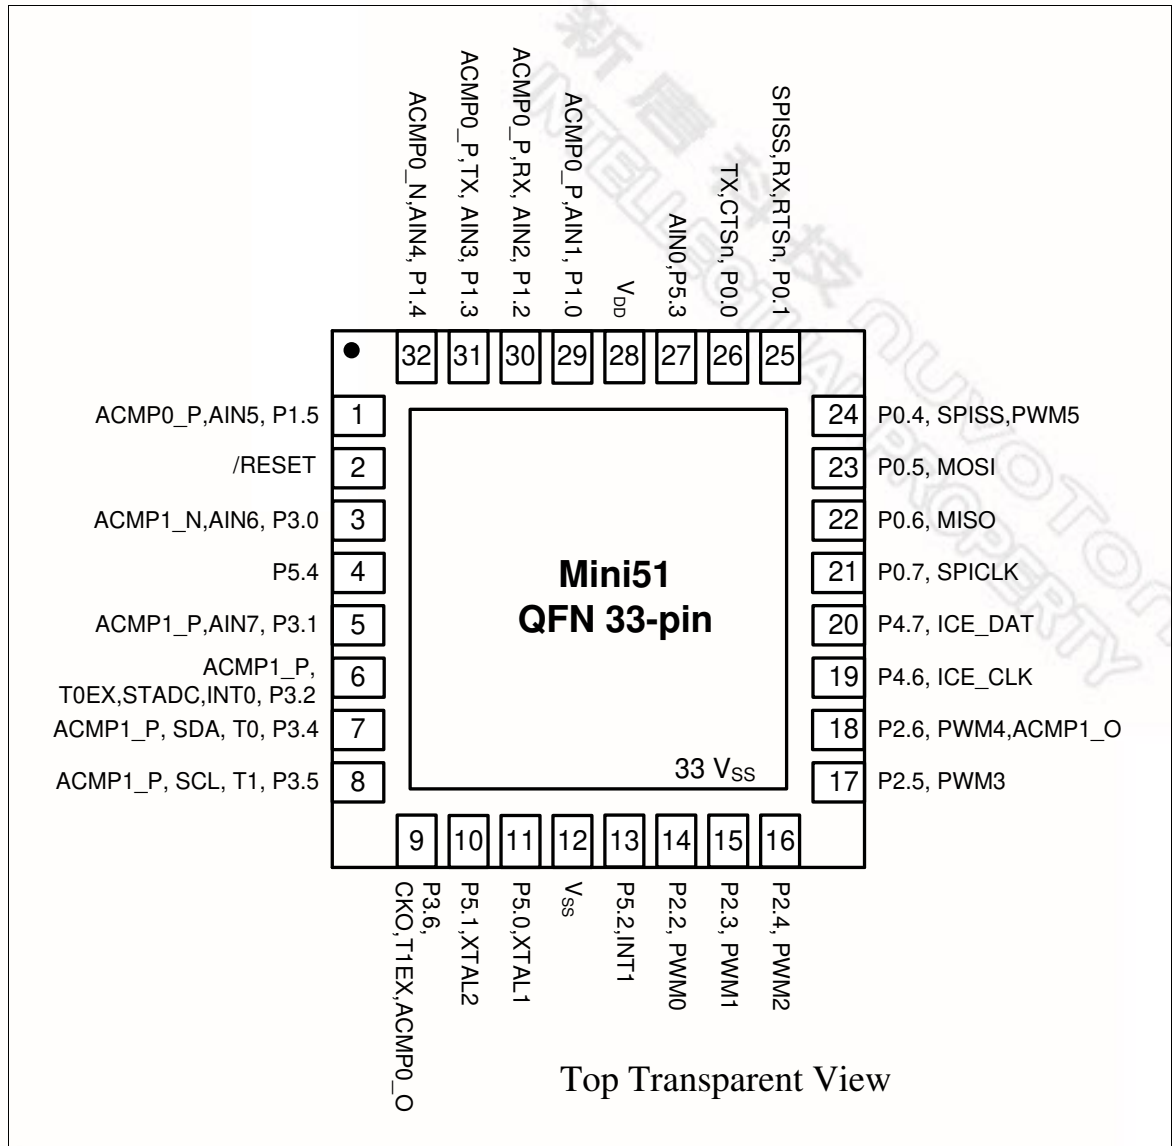 ACMP0_N,AIN4, P1.4
ACMP0_P,TX, AIN3, P1.3
ACMP0_P,RX, AIN2, P1.2
ACMP0_P,AIN1, P1.0
VDD
AIN0,P5.3
TX,CTSn, P0.0
SPISS,RX,RTSn, P0.1
32 31 30 29 28 27 26 25
ACMP0_P,AIN5, P1.5 1
/RESET 2
ACMP1_N,AIN6, P3.0 3
P5.4 4
ACMP1_P,AIN7, P3.1 5
ACMP1_P,
T0EX,STADC,INT0, P3.2 6
ACMP1_P, SDA, T0, P3.4 7
ACMP1_P, SCL, T1, P3.5 8
Mini51
QFN 33-pin
33 VSS
24 P0.4, SPISS,PWM5
23 P0.5, MOSI
22 P0.6, MISO
21 P0.7, SPICLK
20 P4.7, ICE_DAT
19 P4.6, ICE_CLK
18 P2.6, PWM4,ACMP1_O
17 P2.5, PWM3
9 10 11 12 13 14 15 16
P3.6,
CKO,T1EX,ACMP0_O
P5.1,XTAL2
P5.0,XTAL1
VSS
P5.2,INT1
P2.2, PWM0
P2.3, PWM1
P2.4, PWM2
Top Transparent View
新唐科技 nuvoTon
INTELLECTUAL PROPERTY